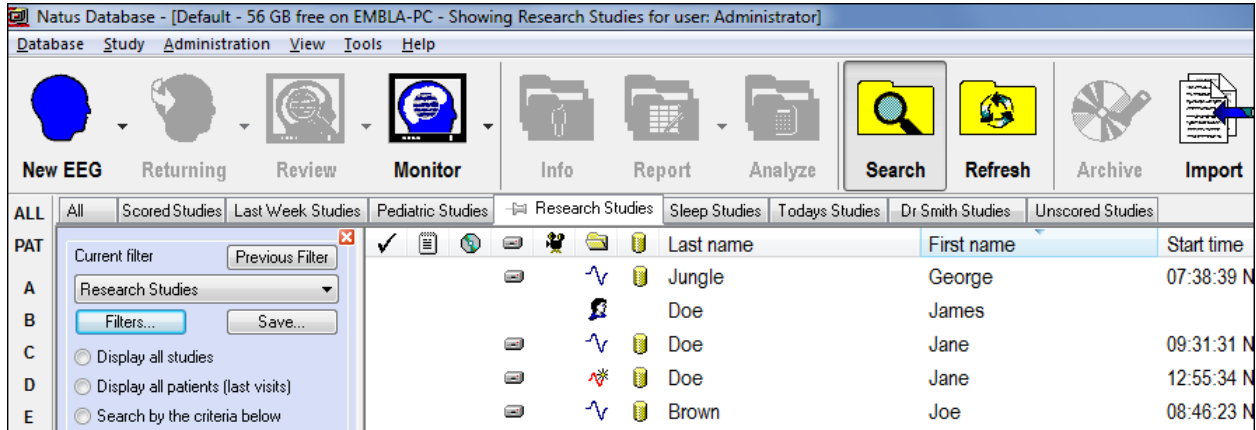 Natus Database - [Default - 56 GB free on EMBLA-PC - Showing Research Studies for user: Administrator]
Database Study Administration View Tools Help
New EEG Returning Review Monitor Info Report Analyze Search Refresh Archive Import
ALL All Scored Studies Last Week Studies Pediatric Studies Research Studies Sleep Studies Todays Studies Dr Smith Studies Unscored Studies
PAT Current filter Previous Filter Last name First name Start time
A Research Studies Jungle George 07:38:39 N
B Filters... Save... Doe James
C Display all studies Doe Jane 09:31:31 N
D Display all patients (last visits) Doe Jane 12:55:34 N
E Search by the criteria below Brown Joe 08:46:23 N